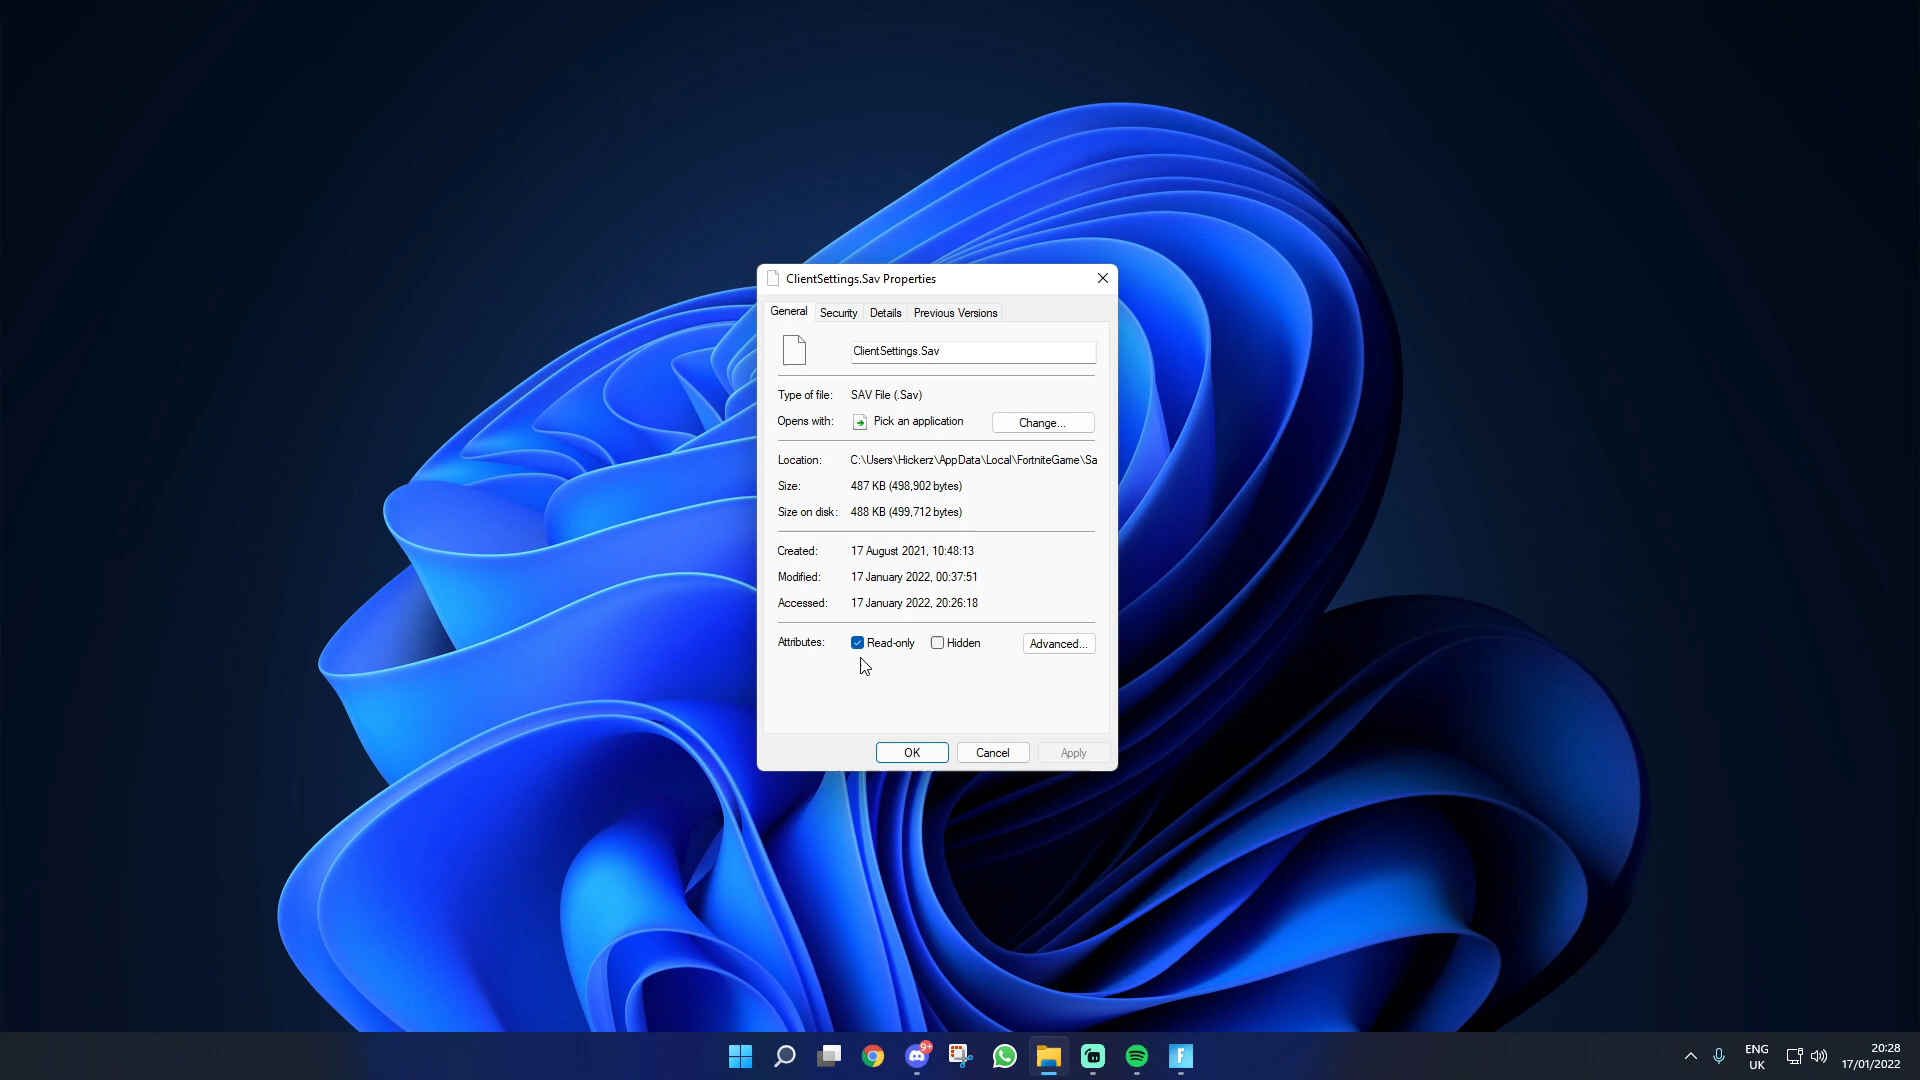 ClientSettings.Sav Properties
General Security Details Previous Versions
ClientSettings.Sav
Type of file: SAV File (.Sav)
Opens with: Pick an application Change...
Location: C:\Users\Hickerz\AppData\Local\FortniteGame\Sa
Size: 487 KB (498,902 bytes)
Size on disk: 488 KB (499,712 bytes)
Created: 17 August 2021, 10:48:13
Modified: 17 January 2022, 00:37:51
Accessed: 17 January 2022, 20:26:18
Attributes: Read-only Hidden Advanced...
OK Cancel Apply
9+
F
ENG
UK
20:28
17/01/2022